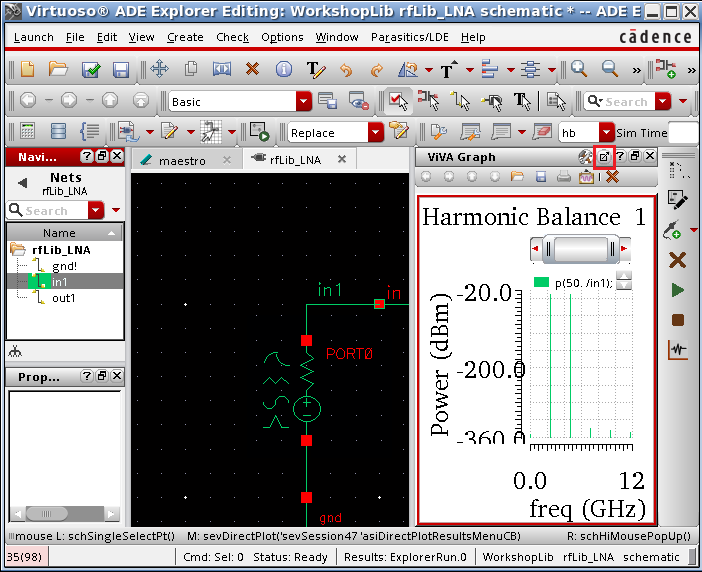 Virtuoso® ADE Explorer Editing: WorkshopLib rfLib_LNA schematic * -- ADE E
Launch File Edit View Create Check Options Window Parasitics/LDE Help cādence
T
T
»
Basic
T
Search
»
Replace
hb
Sim Time
Navi...
maestro
rfLib_LNA
ViVA Graph
Nets
rfLib_LNA
Search
Name
rfLib_LNA
gnd!
in1
out1
Prop...
in1
in
PORT0
gnd
Harmonic Balance 1
p(50. /in1);
Power (dBm)
-20.0
-200.0
-360.0
0.0 12
freq (GHz)
mouse L: schSingleSelectPt() M: sevDirectPlot('sevSession47 'asiDirectPlotResultsMenuCB) R: schHiMousePopUp()
35(98) Cmd: Sel: 0 Status: Ready Results: ExplorerRun.0 WorkshopLib rfLib_LNA schematic